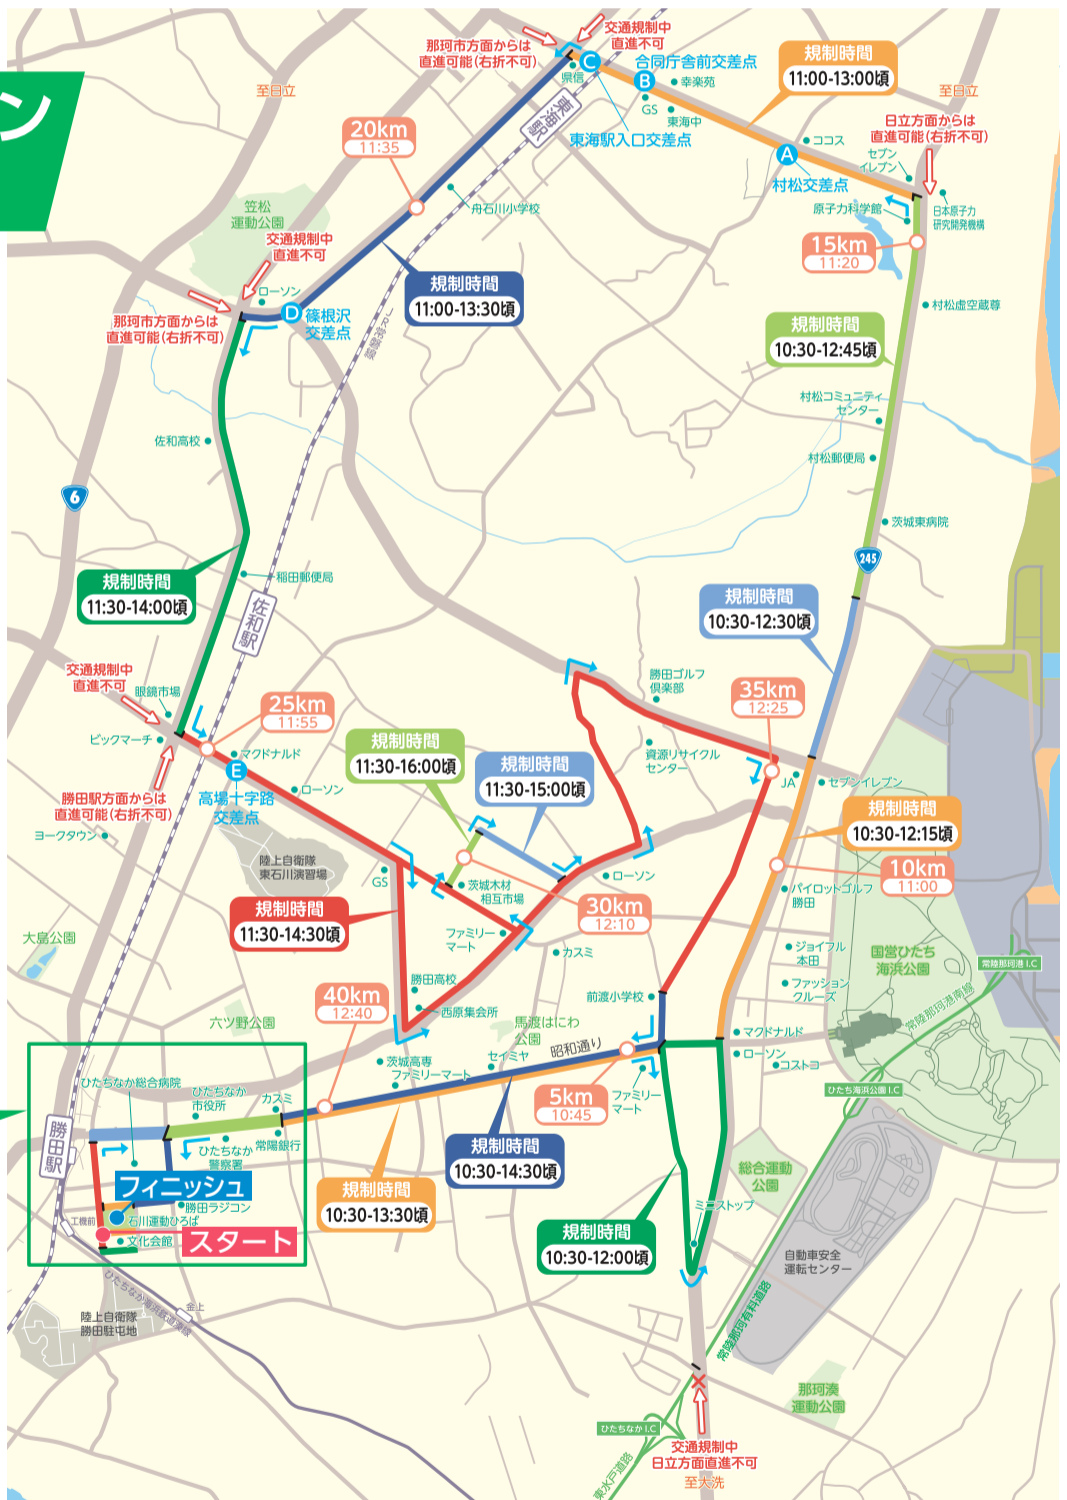 ン
交通規制中
直進不可
那珂市方面からは
直進可能(右折不可)
C
県信
合同庁舎前交差点
B
幸楽苑
GS
東海中
規制時間
11:00-13:00頃
至日立
至日立
東海駅
東海駅入口交差点
ココス
A
村松交差点
日立方面からは
直進可能(右折不可)
セブン
イレブン
原子力科学館
日本原子力
研究開発機構
20km
11:35
舟石川小学校
15km
11:20
笠松
運動公園
交通規制中
直進不可
規制時間
11:00-13:30頃
村松虚空蔵尊
ローソン
D
篠根沢
交差点
那珂市方面からは
直進可能(右折不可)
JR常磐線
規制時間
10:30-12:45頃
村松コミュニティ
センター
佐和高校
村松郵便局
6
茨城東病院
245
規制時間
11:30-14:00頃
稲田郵便局
佐和駅
規制時間
10:30-12:30頃
交通規制中
直進不可
眼鏡市場
ビッグマーチ
25km
11:55
マクドナルド
勝田ゴルフ
倶楽部
35km
12:25
規制時間
11:30-16:00頃
資源リサイクル
センター
E
高場十字路
交差点
ローソン
規制時間
11:30-15:00頃
JA
セブンイレブン
勝田駅方面からは
直進可能(右折不可)
規制時間
10:30-12:15頃
ヨークタウン
陸上自衛隊
東石川演習場
GS
茨城木材
相互市場
ローソン
10km
11:00
パイロットゴルフ
勝田
30km
12:10
規制時間
11:30-14:30頃
ファミリー
マート
カスミ
大島公園
ジョイフル
本田
国営ひたち
海浜公園
常陸那珂港 I.C
勝田高校
ファッション
クルーズ
40km
12:40
西原集会所
前渡小学校
常陸那珂港南線
六ツ野公園
馬渡はにわ
公園
昭和通り
マクドナルド
茨城高専
セイミヤ
ローソン
ファミリーマート
コストコ
ひたちなか総合病院
ひたちなか
市役所
カスミ
5km
10:45
ファミリー
マート
ひたち海浜公園 I.C
勝田駅
常陽銀行
ひたちなか
警察署
規制時間
10:30-14:30頃
総合運動
公園
フィニッシュ
規制時間
10:30-13:30頃
勝田ラジコン
ミニストップ
工機前
石川運動ひろば
スタート
文化会館
規制時間
10:30-12:00頃
自動車安全
運転センター
ひたちなか海浜鉄道湊線
金上
陸上自衛隊
勝田駐屯地
常陸那珂有料道路
那珂湊
運動公園
ひたちなか I.C
交通規制中
日立方面直進不可
東水戸道路
至大洗